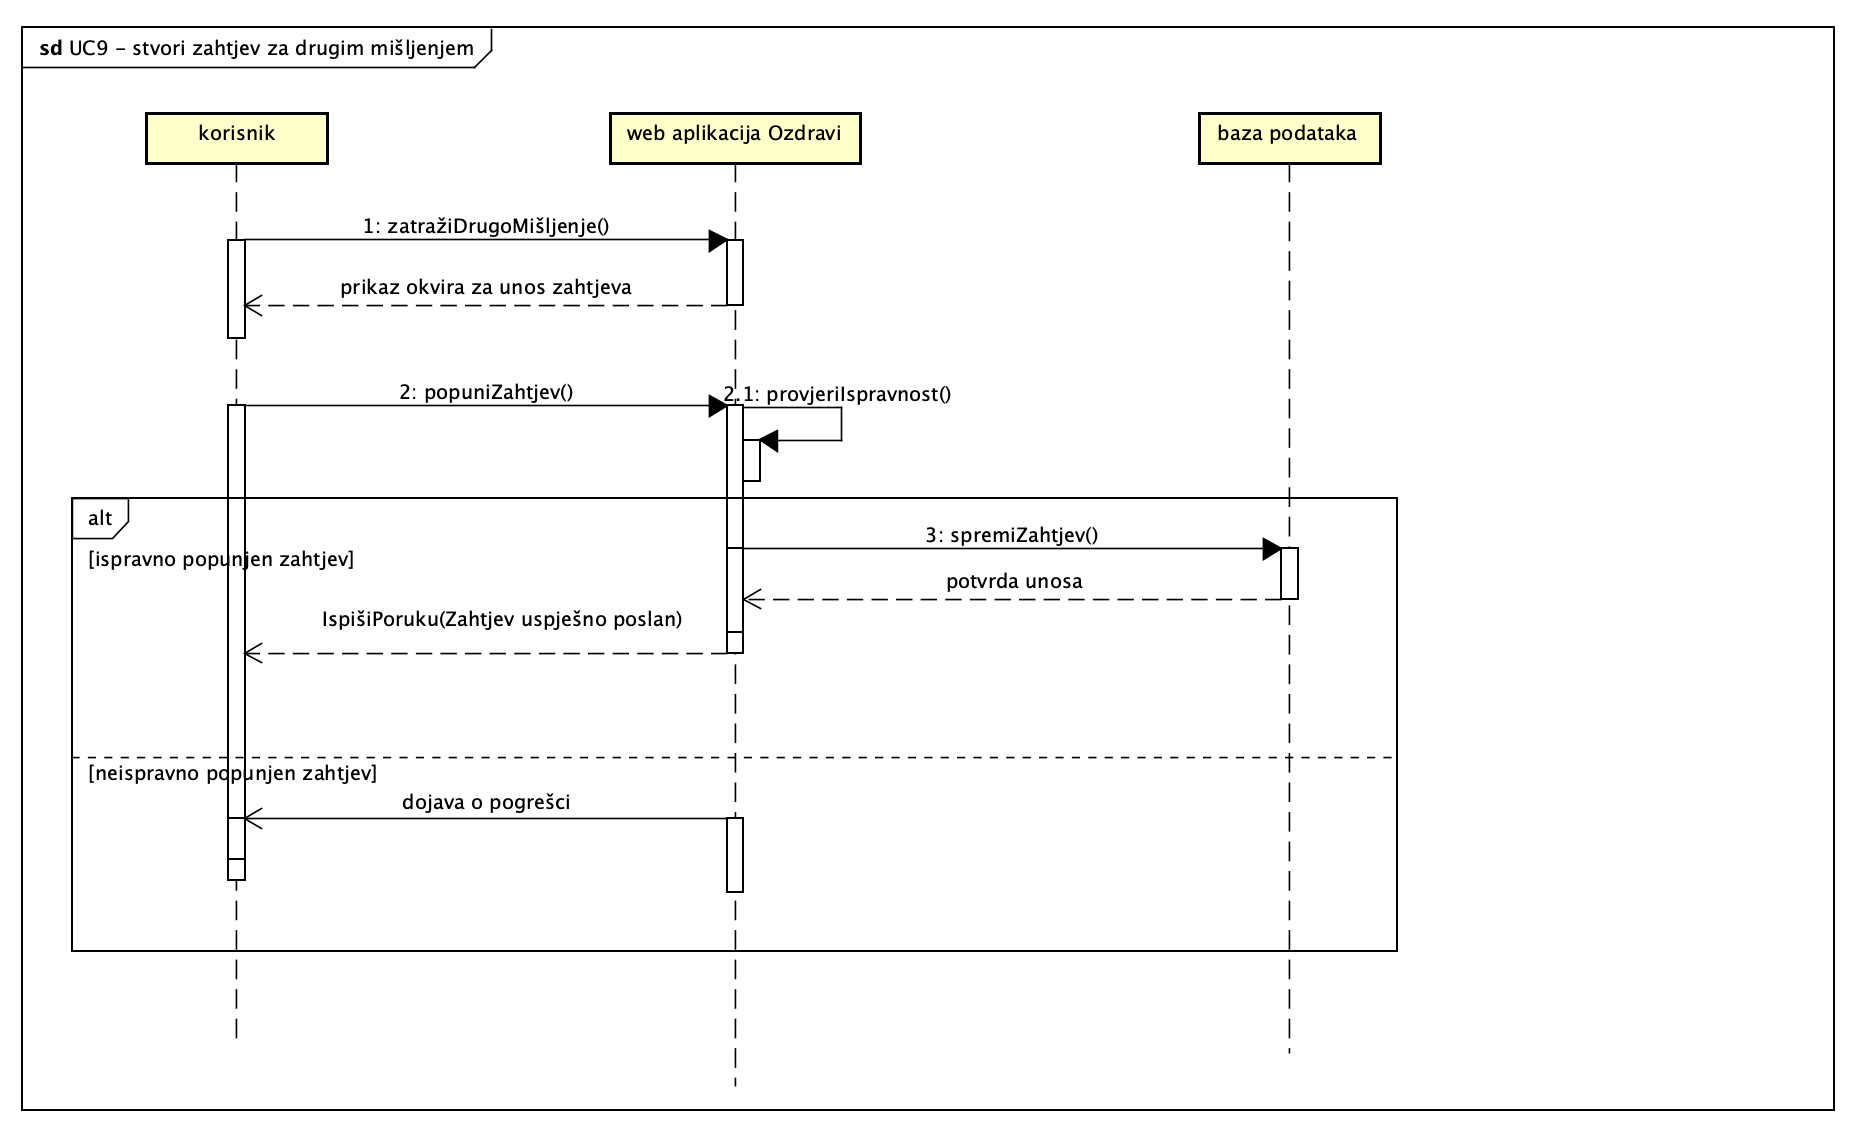 sd UC9 – stvori zahtjev za drugim mišljenjem
korisnik
web aplikacija Ozdravi
baza podataka
1: zatražiDrugoMišljenje()
prikaz okvira za unos zahtjeva
2: popuniZahtjev()
2.1: provjeriIspravnost()
alt
3: spremiZahtjev()
[ispravno popunjen zahtjev]
potvrda unosa
IspišiPoruku(Zahtjev uspješno poslan)
[neispravno popunjen zahtjev]
dojava o pogrešci